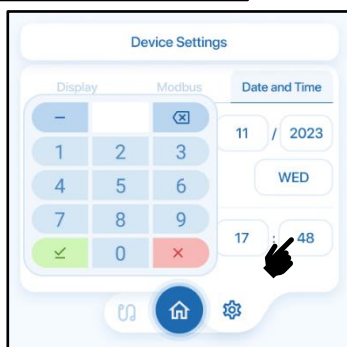 Device Settings
Display Modbus Date and Time
11 / 2023
WED
17 : 48
-
1 2 3
4 5 6
7 8 9
0 ×